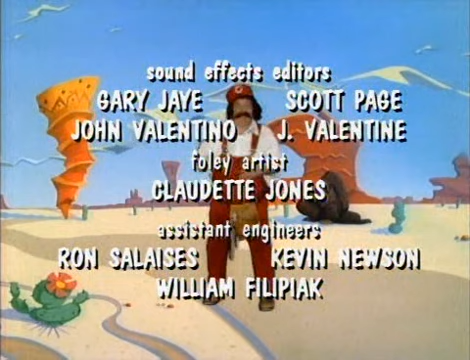 sound effects editors
GARY JAYE SCOTT PAGE
JOHN VALENTINO J. VALENTINE
foley artist
CLAUDETTE JONES
assistant engineers
RON SALAISES KEVIN NEWSON
WILLIAM FILIPIAK